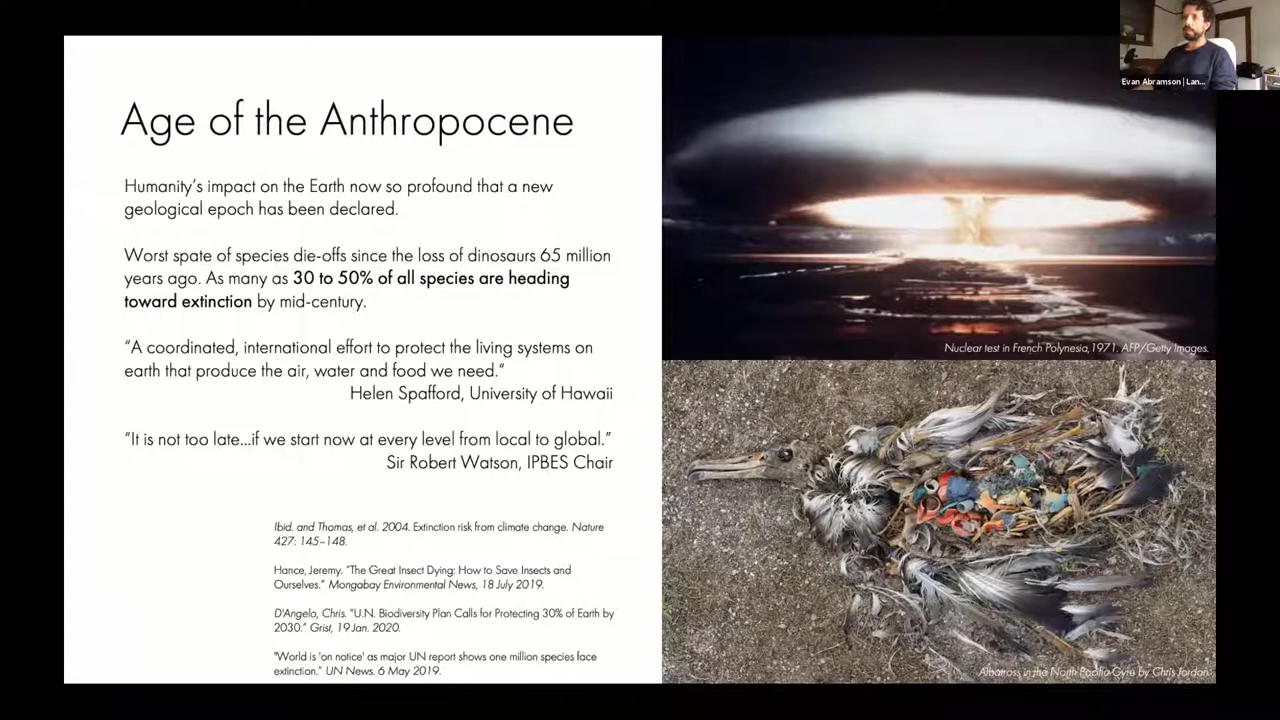 Evan Abramson | Lan...
Age of the Anthropocene
Humanity's impact on the Earth now so profound that a new
geological epoch has been declared.
Worst spate of species die-offs since the loss of dinosaurs 65 million
years ago. As many as 30 to 50% of all species are heading
toward extinction by mid-century.
“A coordinated, international effort to protect the living systems on
earth that produce the air, water and food we need.“
Helen Spafford, University of Hawaii
“It is not too late...if we start now at every level from local to global.”
Sir Robert Watson, IPBES Chair
Ibid. and Thomas, et al. 2004. Extinction risk from climate change. Nature
427: 145–148.
Hance, Jeremy. “The Great Insect Dying: How to Save Insects and
Ourselves.” Mongabay Environmental News, 18 July 2019.
D'Angelo, Chris. “U.N. Biodiversity Plan Calls for Protecting 30% of Earth by
2030.” Grist, 19 Jan. 2020.
"World is 'on notice' as major UN report shows one million species face
extinction.” UN News. 6 May 2019.
Nuclear test in French Polynesia,1971. AFP/Getty Images.
Albatross in the North Pacific Gyre by Chris Jordan